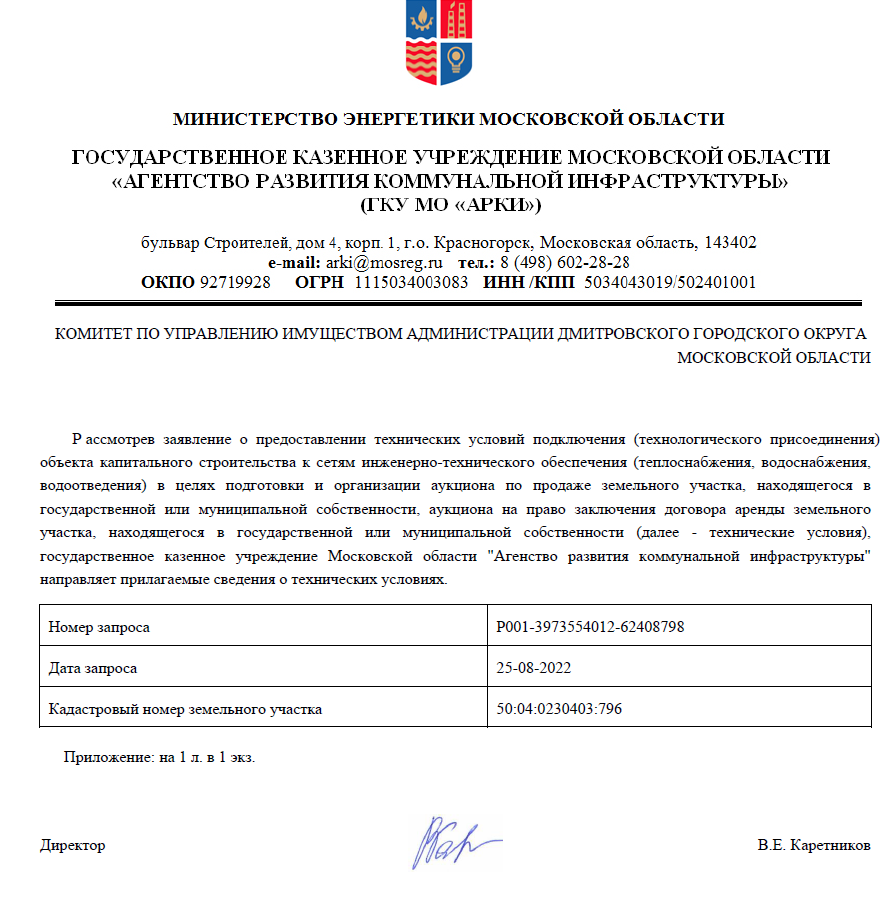 МИНИСТЕРСТВО ЭНЕРГЕТИКИ МОСКОВСКОЙ ОБЛАСТИ
ГОСУДАРСТВЕННОЕ КАЗЕННОЕ УЧРЕЖДЕНИЕ МОСКОВСКОЙ ОБЛАСТИ
«АГЕНТСТВО РАЗВИТИЯ КОММУНАЛЬНОЙ ИНФРАСТРУКТУРЫ»
(ГКУ МО «АРКИ»)
бульвар Строителей, дом 4, корп. 1, г.о. Красногорск, Московская область, 143402
e-mail: arki@mosreg.ru тел.: 8 (498) 602-28-28
ОКПО 92719928 ОГРН 1115034003083 ИНН /КПП 5034043019/502401001
КОМИТЕТ ПО УПРАВЛЕНИЮ ИМУЩЕСТВОМ АДМИНИСТРАЦИИ ДМИТРОВСКОГО ГОРОДСКОГО ОКРУГА
МОСКОВСКОЙ ОБЛАСТИ
Р ассмотрев заявление о предоставлении технических условий подключения (технологического присоединения)
объекта капитального строительства к сетям инженерно-технического обеспечения (теплоснабжения, водоснабжения,
водоотведения) в целях подготовки и организации аукциона по продаже земельного участка, находящегося в
государственной или муниципальной собственности, аукциона на право заключения договора аренды земельного
участка, находящегося в государственной или муниципальной собственности (далее - технические условия),
государственное казенное учреждение Московской области "Агенство развития коммунальной инфраструктуры"
направляет прилагаемые сведения о технических условиях.
Номер запроса P001-3973554012-62408798
Дата запроса 25-08-2022
Кадастровый номер земельного участка 50:04:0230403:796
Приложение: на 1 л. в 1 экз.
Директор В.Е. Каретников